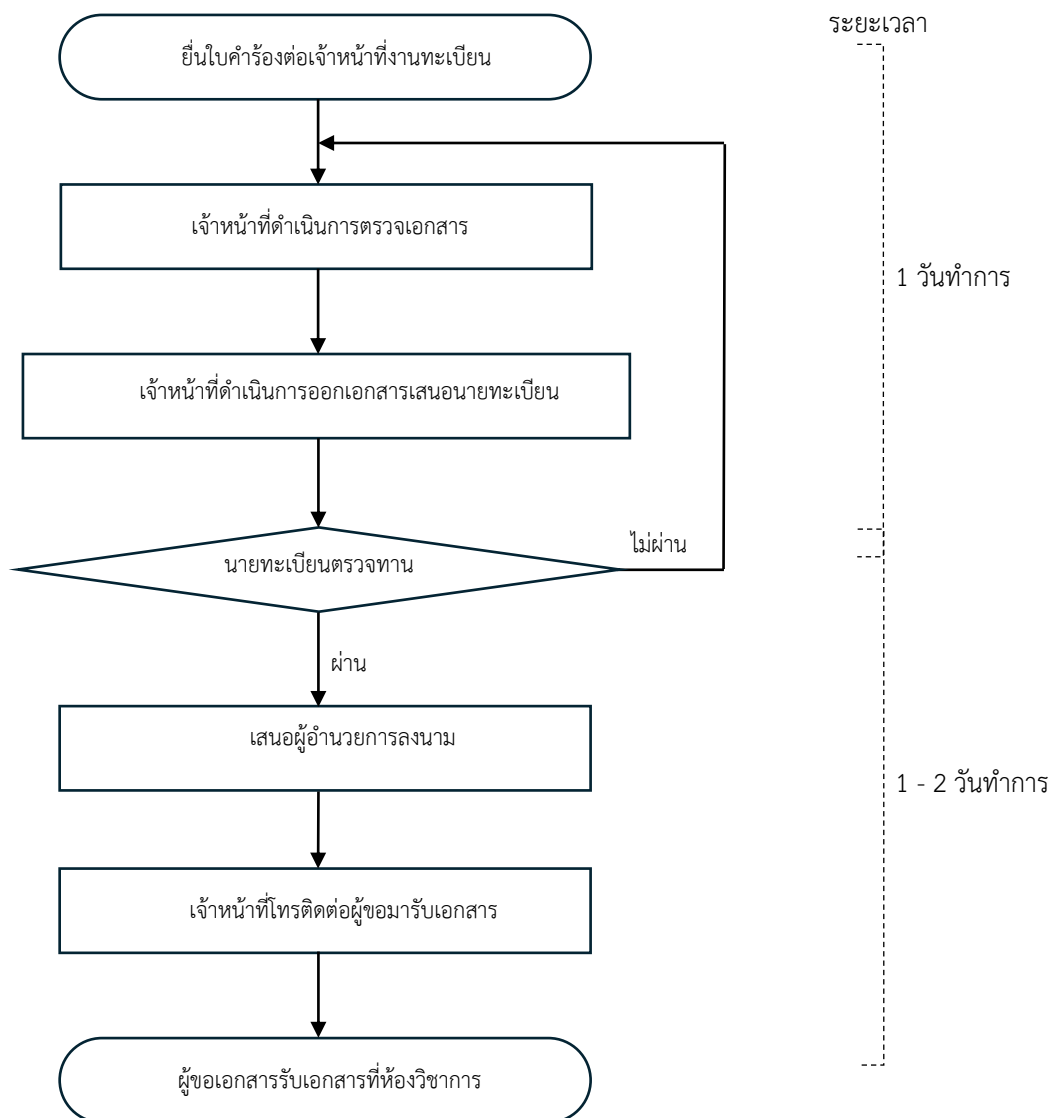 ระยะเวลา
ยื่นใบคำร้องต่อเจ้าหน้าที่งานทะเบียน
เจ้าหน้าที่ดำเนินการตรวจเอกสาร
1 วันทำการ
เจ้าหน้าที่ดำเนินการออกเอกสารเสนอนายทะเบียน
ไม่ผ่าน
นายทะเบียนตรวจทาน
ผ่าน
เสนอผู้อำนวยการลงนาม
1 - 2 วันทำการ
เจ้าหน้าที่โทรติดต่อผู้ขอมารับเอกสาร
ผู้ขอเอกสารรับเอกสารที่ห้องวิชาการ